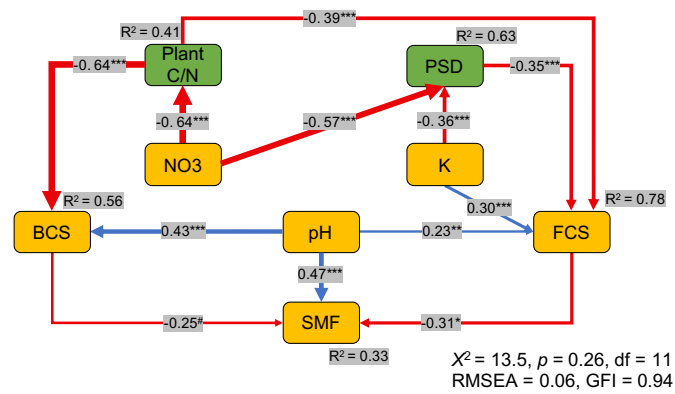 -0. 39***
R² = 0.41
R² = 0.63
Plant
C/N
PSD
-0. 64***
-0.35***
-0. 64***
-0. 57***
-0. 36***
NO3
K
R² = 0.56
R² = 0.78
0.30***
BCS
0.43***
pH
0.23**
FCS
0.47***
-0.25#
SMF
-0.31*
R² = 0.33
X² = 13.5, p = 0.26, df = 11
RMSEA = 0.06, GFI = 0.94